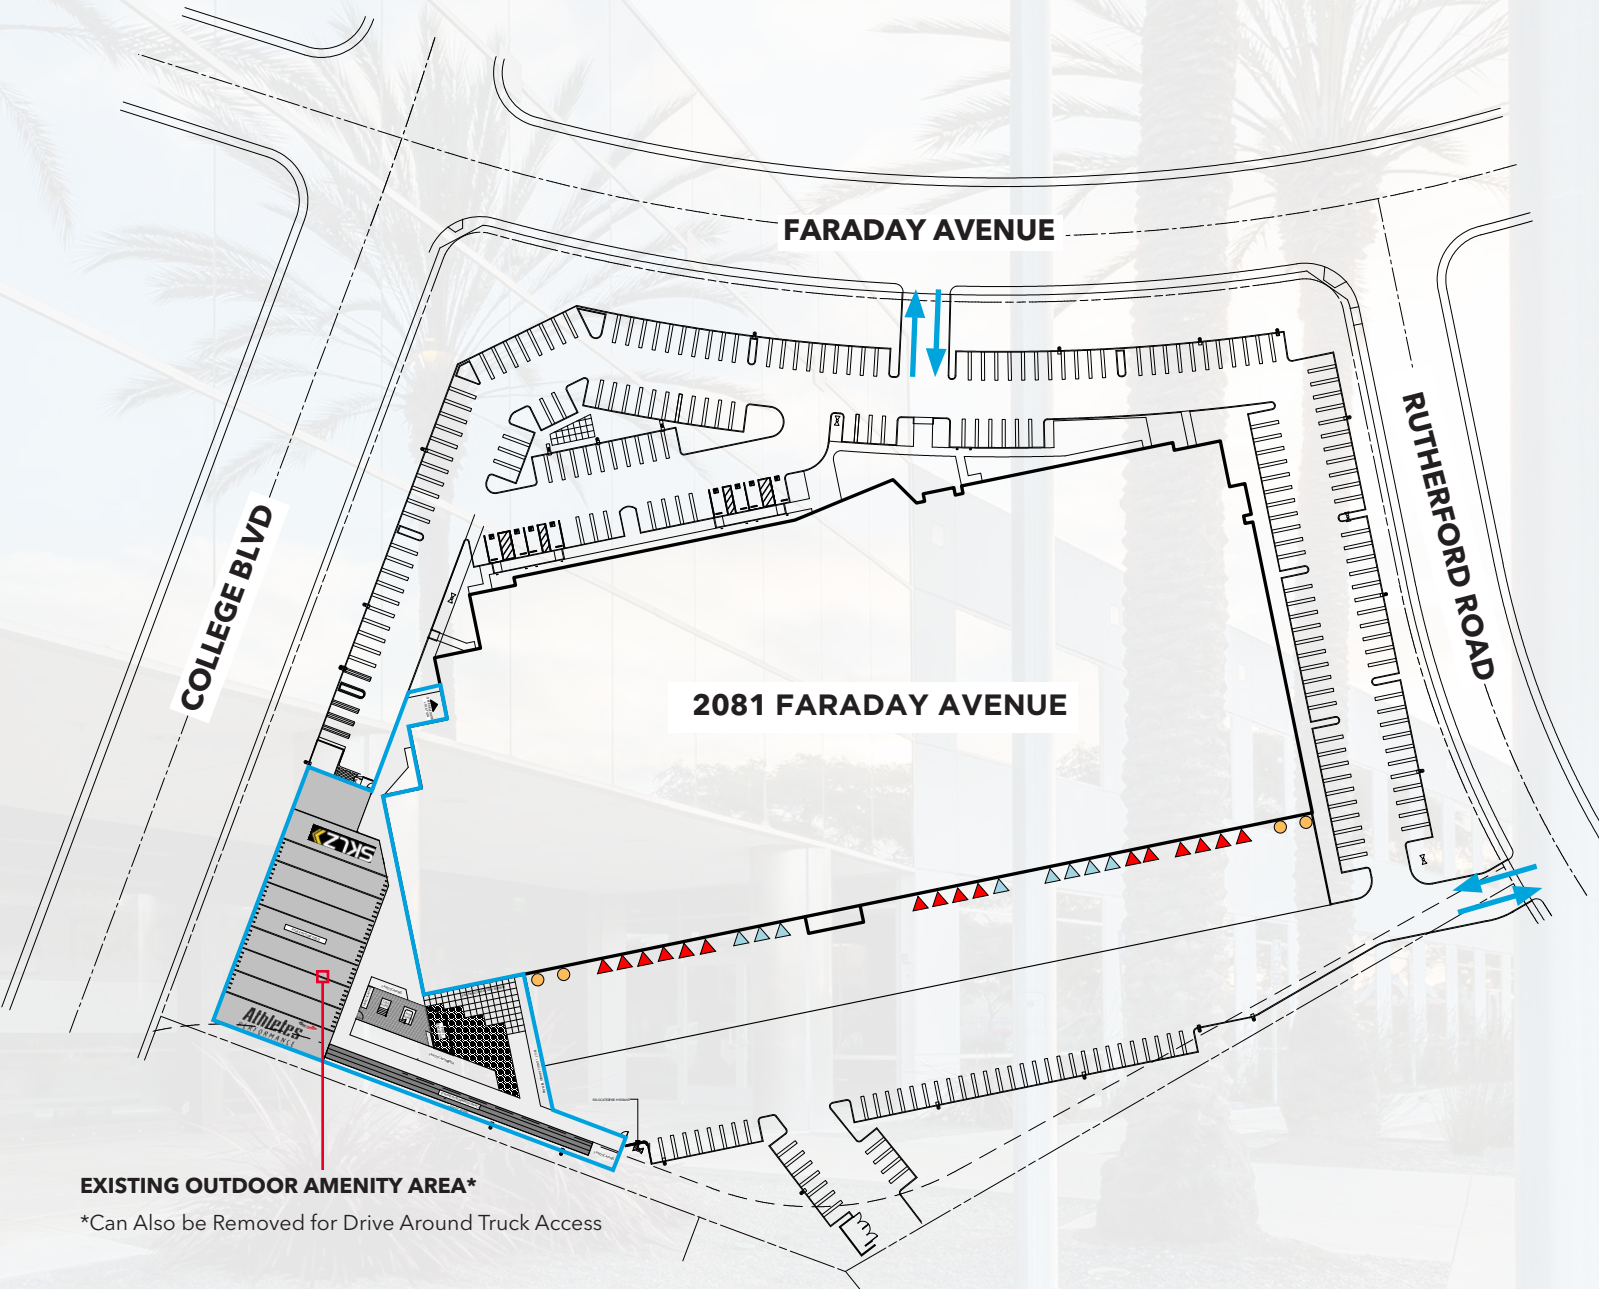 FARADAY AVENUE
RUTHERFORD ROAD
COLLEGE BLVD
2081 FARADAY AVENUE
SKLZ
Athletes
PERFORMANCE
EXISTING OUTDOOR AMENITY AREA*
*Can Also be Removed for Drive Around Truck Access